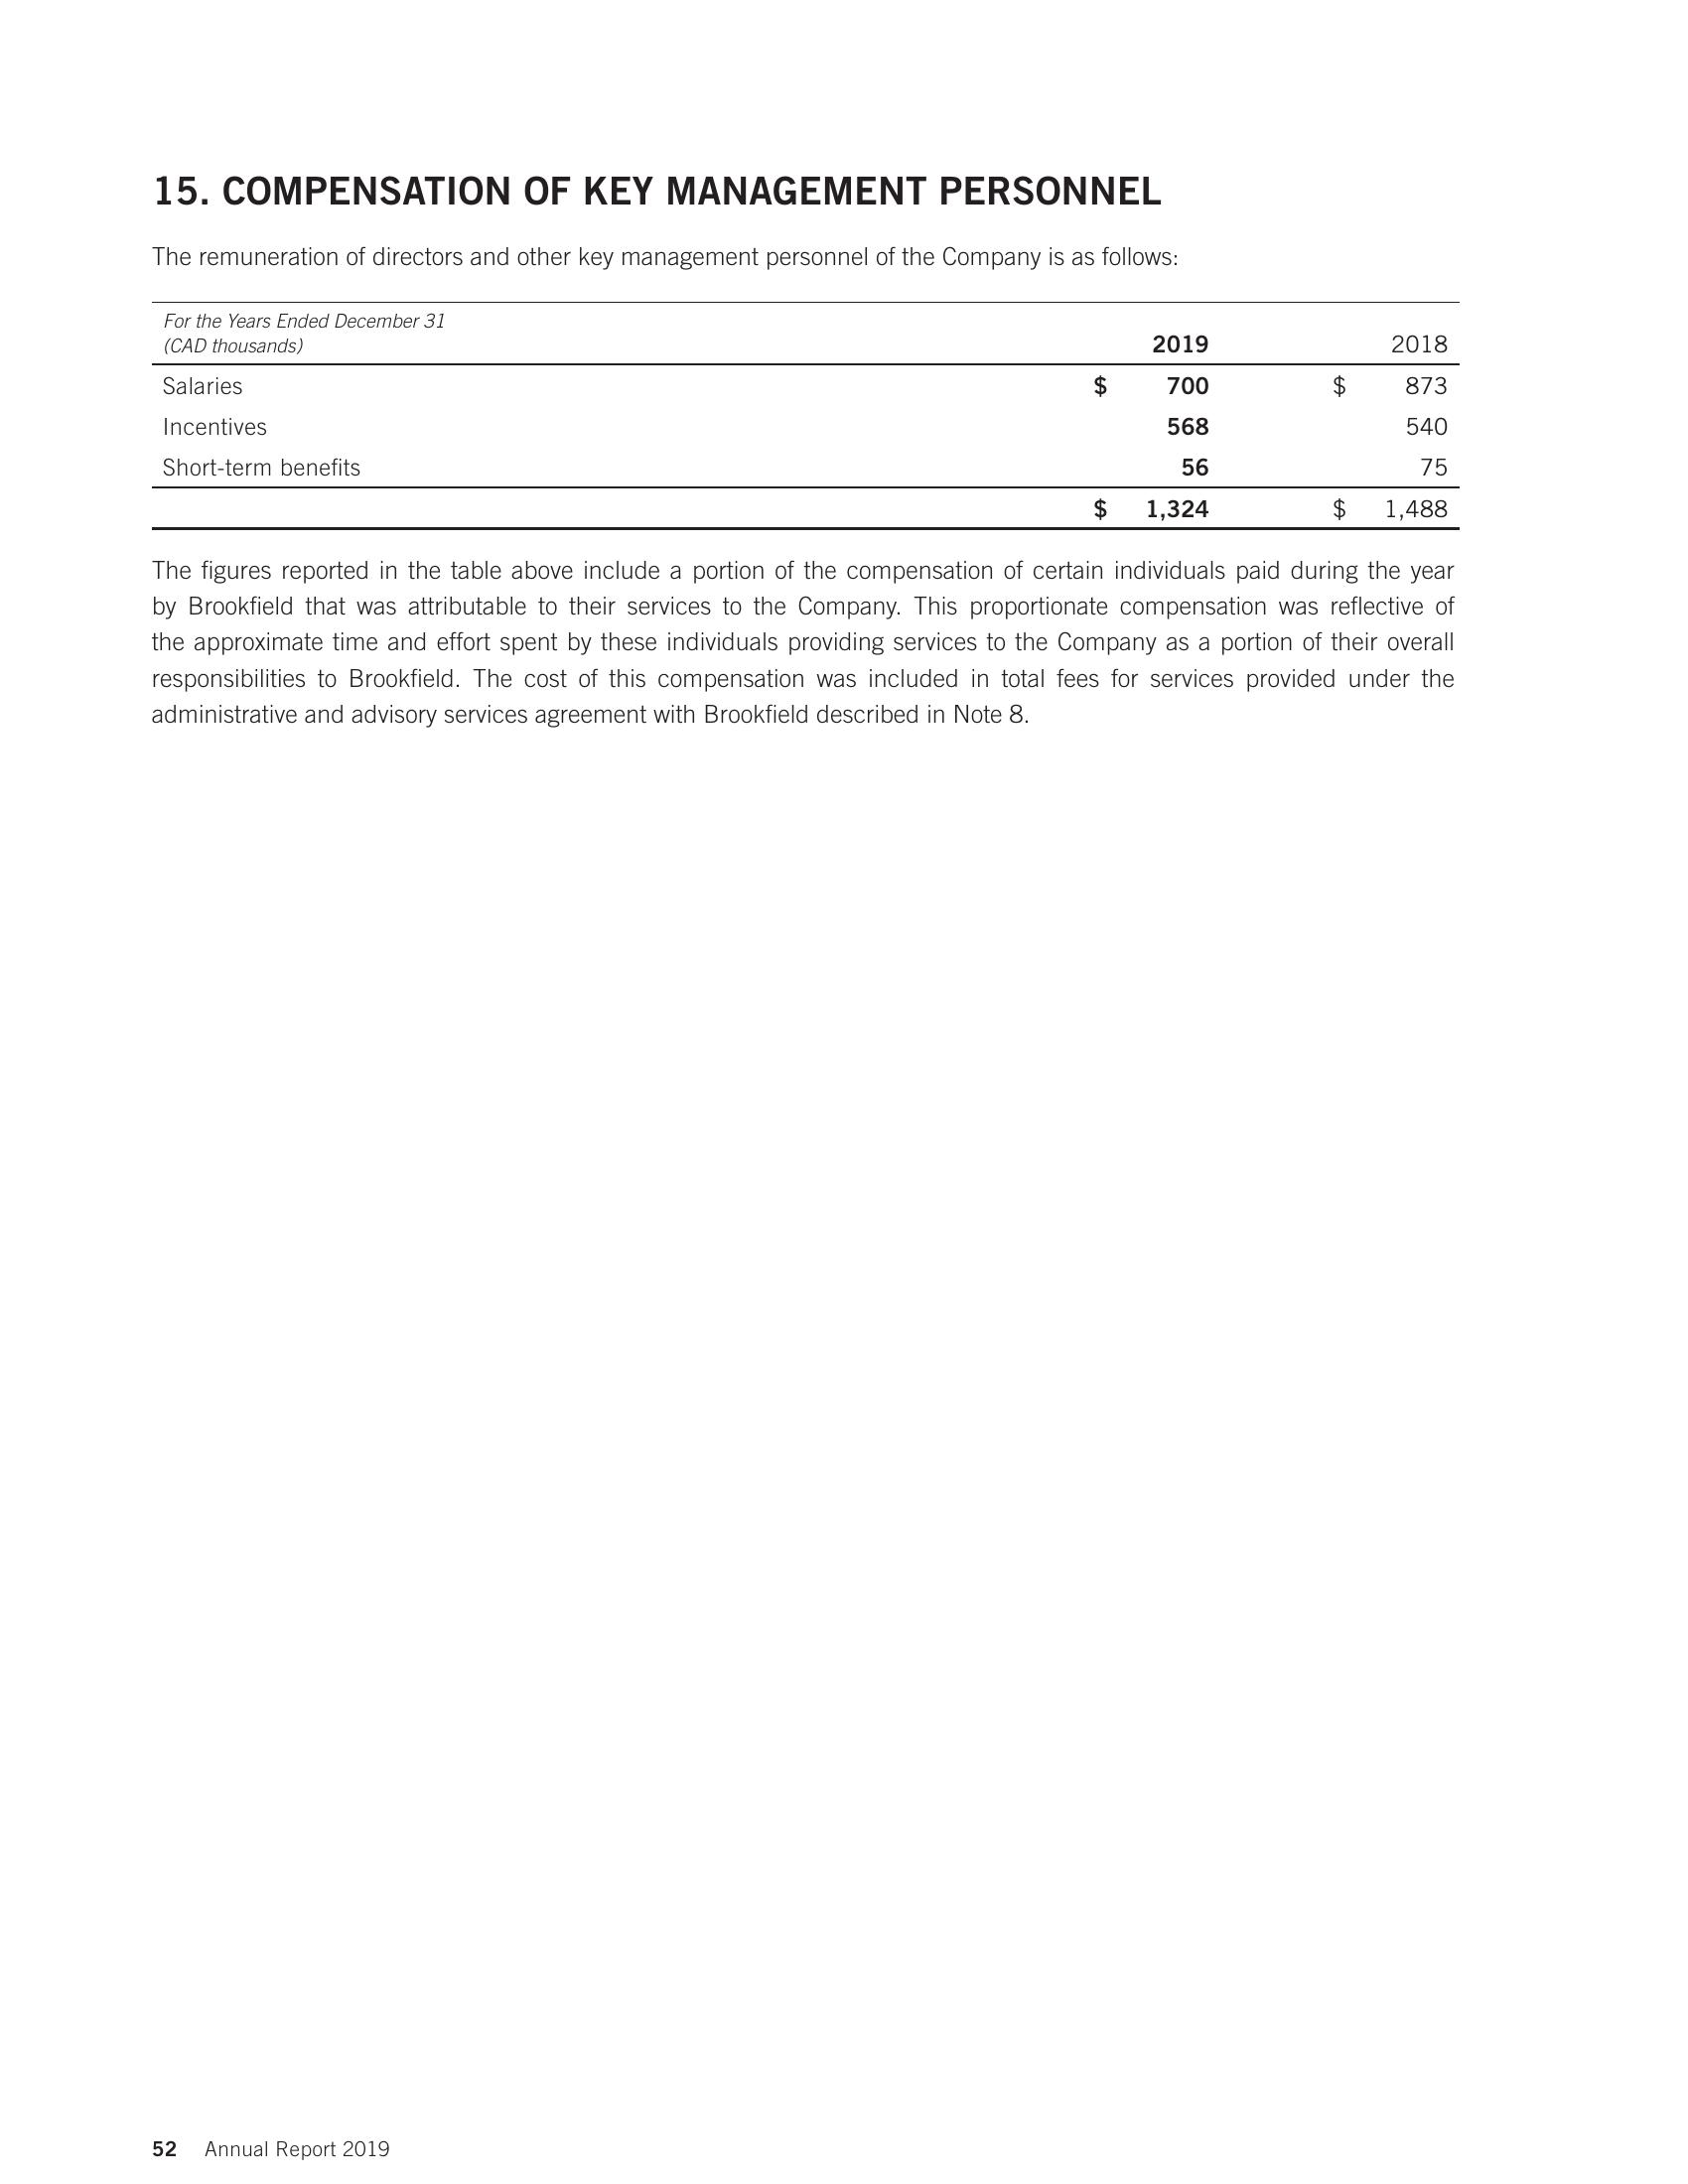 15. COMPENSATION OF KEY MANAGEMENT PERSONNEL
The remuneration of directors and other key management personnel of the Company is as follows:
For the Years Ended December 31
(CAD thousands) 2019 2018
Salaries $ 700 $ 873
Incentives 568 540
Short-term benefits 56 75
$ 1,324 $ 1,488
The figures reported in the table above include a portion of the compensation of certain individuals paid during the year
by Brookfield that was attributable to their services to the Company. This proportionate compensation was reflective of
the approximate time and effort spent by these individuals providing services to the Company as a portion of their overall
responsibilities to Brookfield. The cost of this compensation was included in total fees for services provided under the
administrative and advisory services agreement with Brookfield described in Note 8.
52 Annual Report 2019